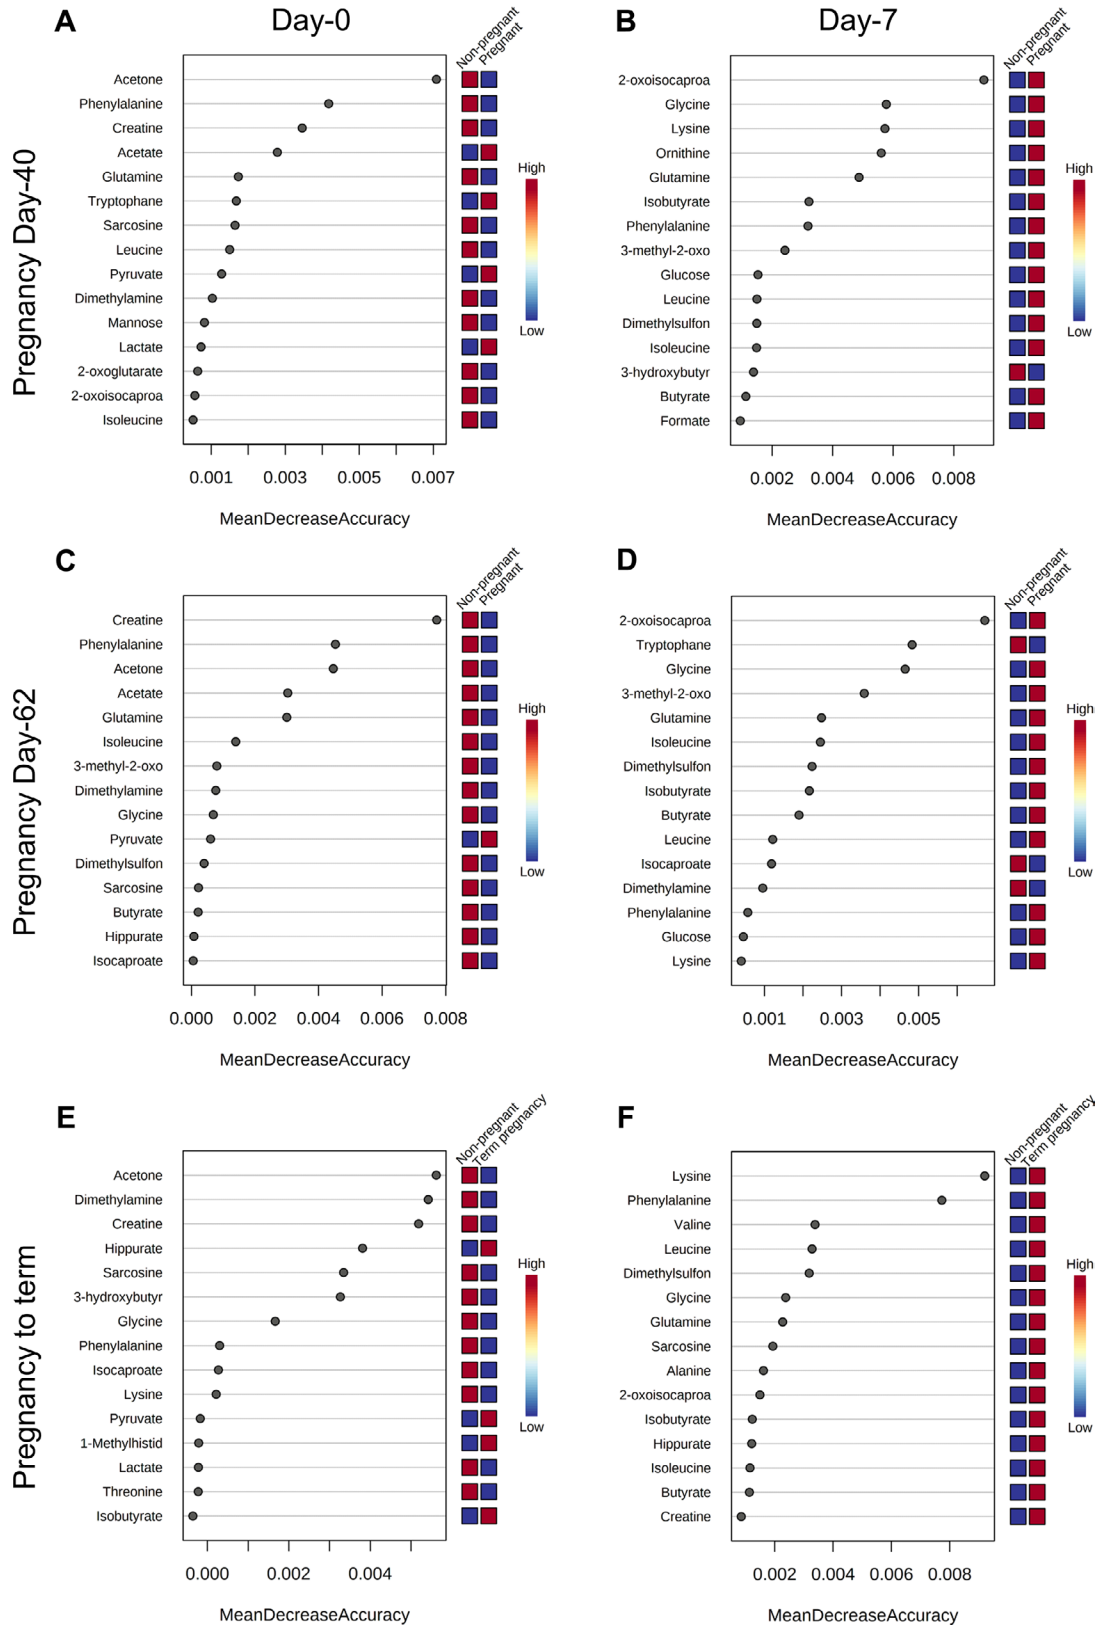 A
Day-0
Non-pregnant
Pregnant
Acetone
Phenylalanine
Creatine
Acetate
Glutamine
Tryptophane
Sarcosine
Leucine
Pyruvate
Dimethylamine
Mannose
Lactate
2-oxoglutarate
2-oxoisocaproa
Isoleucine
High
Low
0.001 0.003 0.005 0.007
MeanDecreaseAccuracy
Pregnancy Day-40
B
Day-7
Non-pregnant
Pregnant
2-oxoisocaproa
Glycine
Lysine
Ornithine
Glutamine
Isobutyrate
Phenylalanine
3-methyl-2-oxo
Glucose
Leucine
Dimethylsulfon
Isoleucine
3-hydroxybutyr
Butyrate
Formate
High
Low
0.002 0.004 0.006 0.008
MeanDecreaseAccuracy
C
Non-pregnant
Pregnant
Creatine
Phenylalanine
Acetone
Acetate
Glutamine
Isoleucine
3-methyl-2-oxo
Dimethylamine
Glycine
Pyruvate
Dimethylsulfon
Sarcosine
Butyrate
Hippurate
Isocaproate
High
Low
0.000 0.002 0.004 0.006 0.008
MeanDecreaseAccuracy
Pregnancy Day-62
D
Non-pregnant
Pregnant
2-oxoisocaproa
Tryptophane
Glycine
3-methyl-2-oxo
Glutamine
Isoleucine
Dimethylsulfon
Isobutyrate
Butyrate
Leucine
Isocaproate
Dimethylamine
Phenylalanine
Glucose
Lysine
High
Low
0.001 0.003 0.005
MeanDecreaseAccuracy
E
Non-pregnant
Term pregnancy
Acetone
Dimethylamine
Creatine
Hippurate
Sarcosine
3-hydroxybutyr
Glycine
Phenylalanine
Isocaproate
Lysine
Pyruvate
1-Methylhistid
Lactate
Threonine
Isobutyrate
High
Low
0.000 0.002 0.004
MeanDecreaseAccuracy
Pregnancy to term
F
Non-pregnant
Term pregnancy
Lysine
Phenylalanine
Valine
Leucine
Dimethylsulfon
Glycine
Glutamine
Sarcosine
Alanine
2-oxoisocaproa
Isobutyrate
Hippurate
Isoleucine
Butyrate
Creatine
High
Low
0.002 0.004 0.006 0.008
MeanDecreaseAccuracy